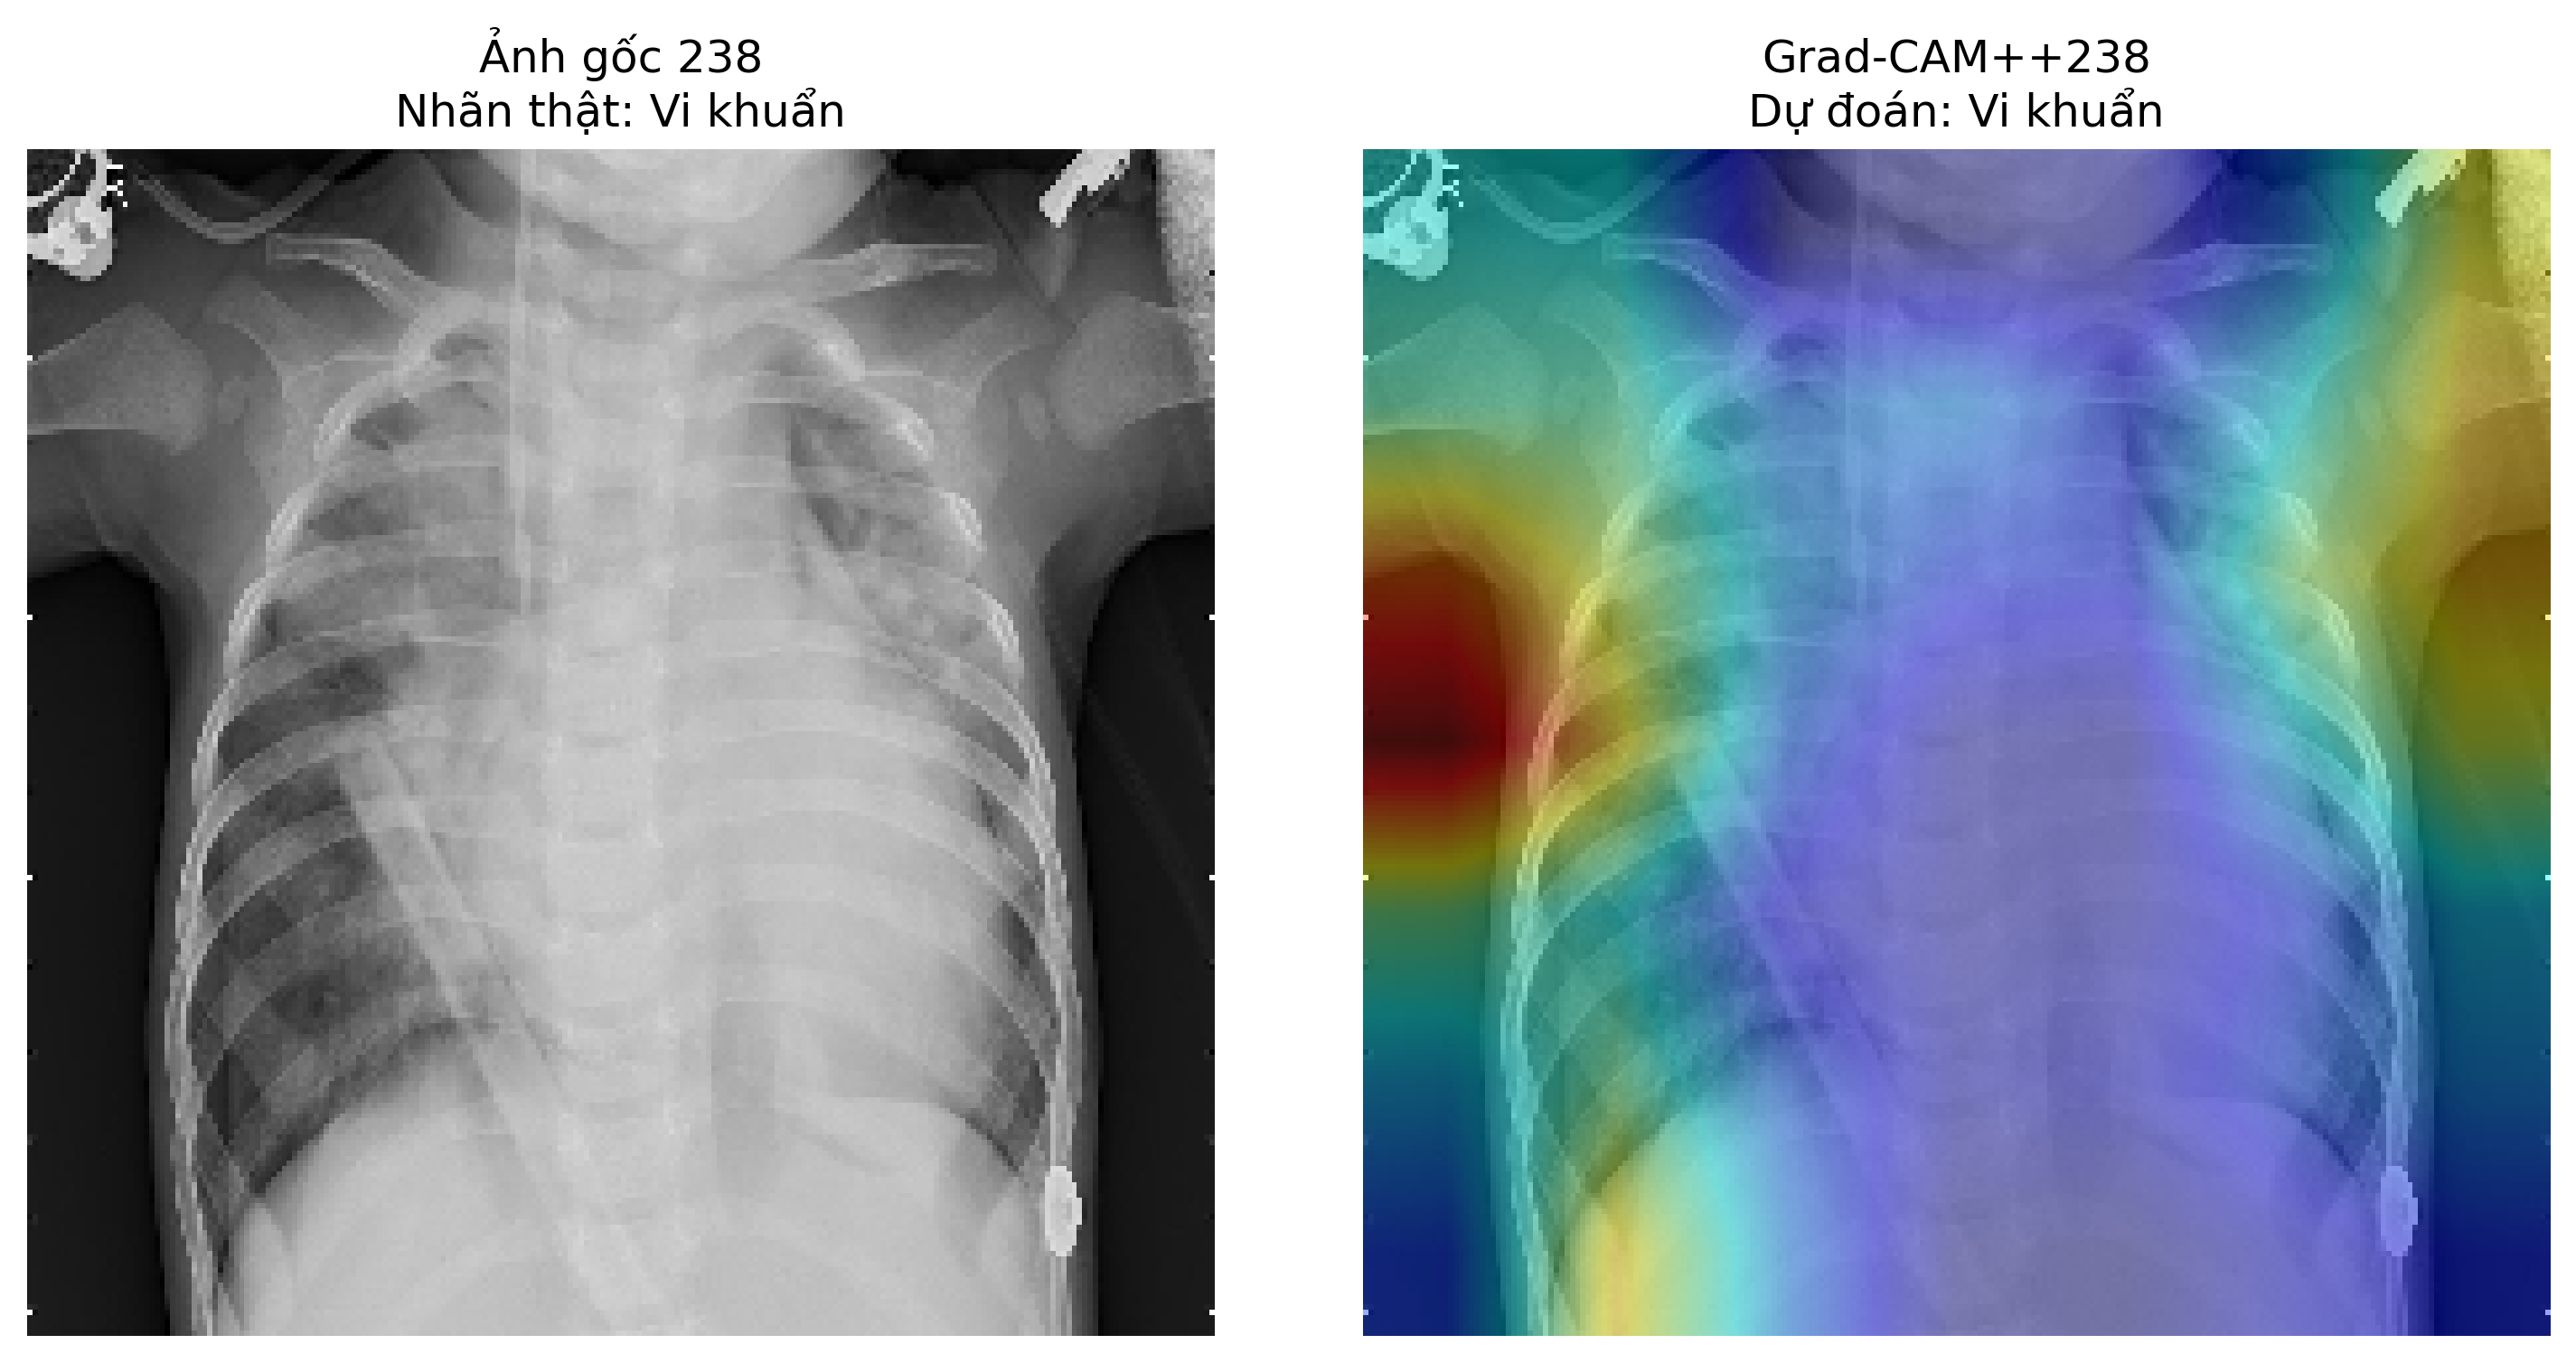 Ảnh gốc 238
Nhãn thật: Vi khuẩn
Grad-CAM++238
Dự đoán: Vi khuẩn